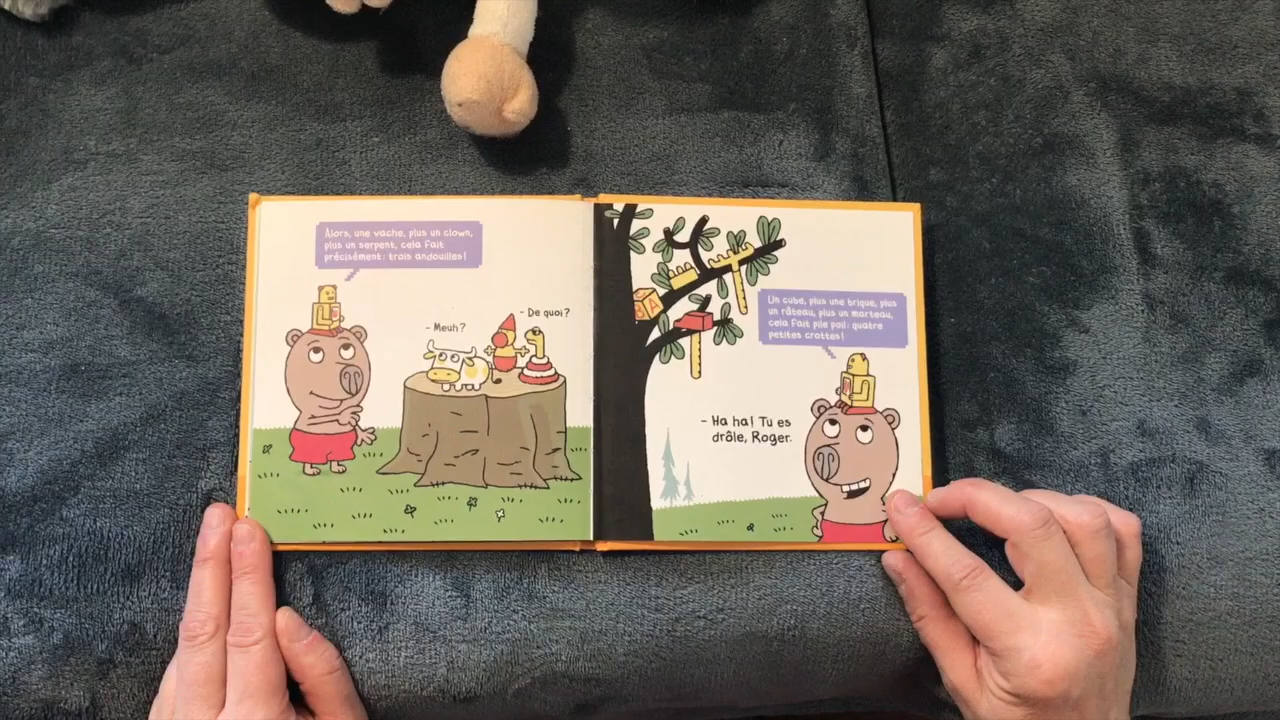 Alors, une vache, plus un clown,
plus un serpent, cela fait
précisément: trois andouilles!
- Meuh?
- De quoi?
Un cube, plus une brique, plus
un râteau, plus un marteau,
cela fait pile poil: quatre
petites crottes!
- Ha ha! Tu es
drôle, Roger.
A